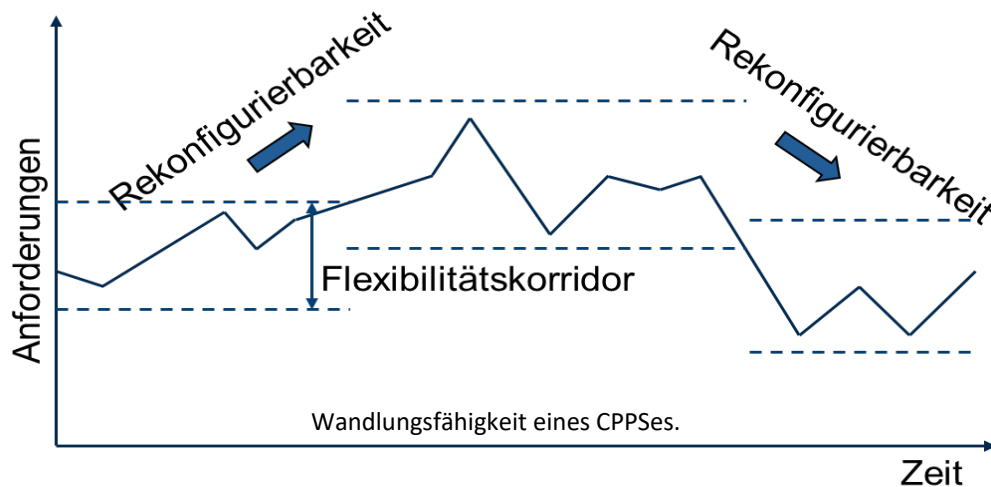 Rekonfigurierbarkeit
Rekonfigurierbarkeit
Anforderungen
Flexibilitätskorridor
Wandlungsfähigkeit eines CPPSes.
Zeit